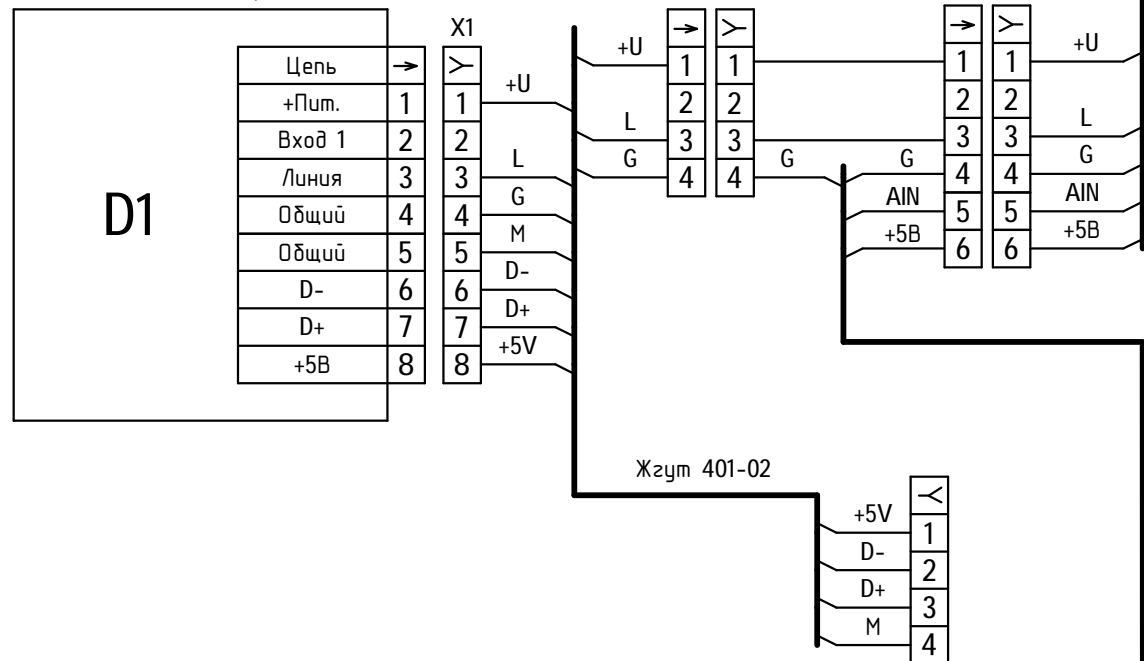 X1
D1
Цепь
+Пит. 1 1 +U
Вход 1 2 2
Линия 3 3 L
Общий 4 4 G
Общий 5 5 M
D- 6 6 D-
D+ 7 7 D+
+5В 8 8 +5V
+U 1 1
2 2
L 3 3
G 4 4 G
1 1 +U
2 2
3 3 L
G 4 4 G
AIN 5 5 AIN
+5В 6 6 +5В
Жгут 401-02
+5V 1
D- 2
D+ 3
M 4